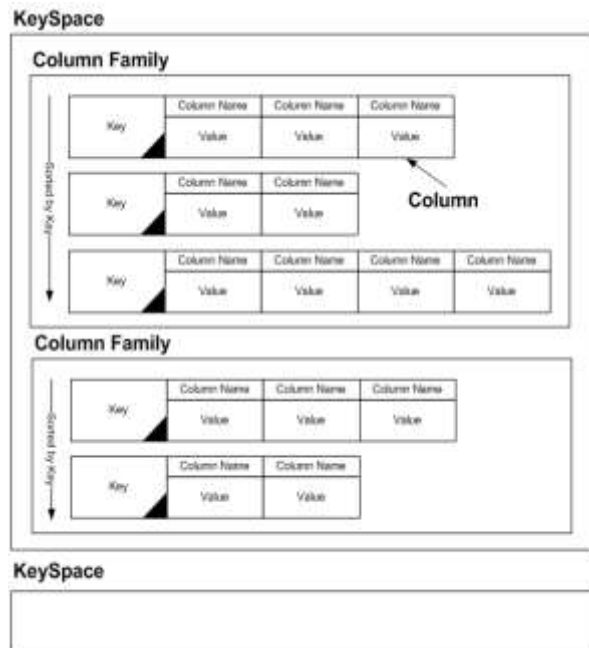 KeySpace
Column Family
Sorted by Key
Column Name Column Name Column Name
Key Value Value Value
Column Name Column Name
Key Value Value
Column
Column Name Column Name Column Name Column Name
Key Value Value Value Value
Column Family
Sorted by Key
Column Name Column Name Column Name
Key Value Value Value
Column Name Column Name
Key Value Value
KeySpace